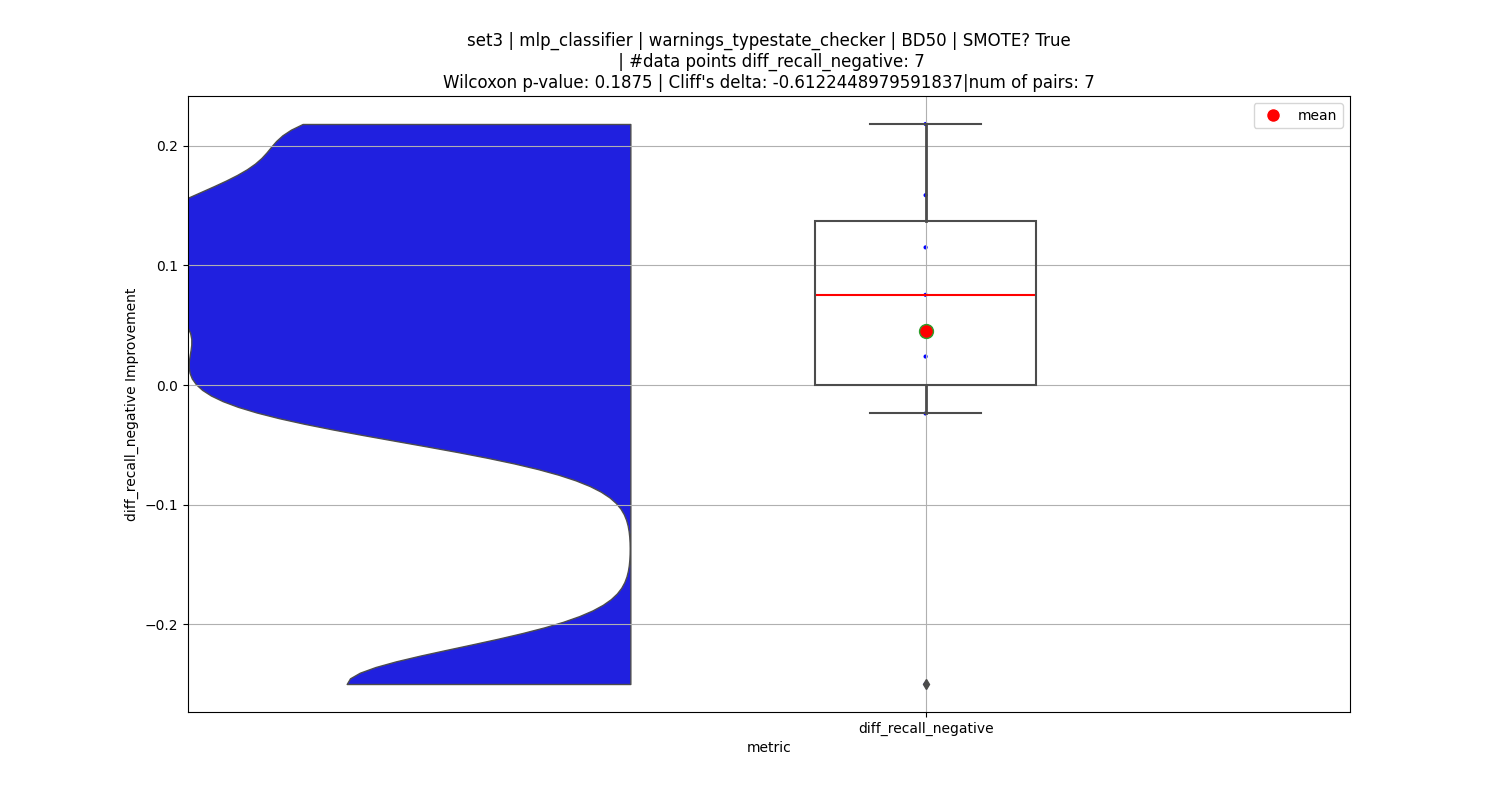 set3 | mlp_classifier | warnings_typestate_checker | BD50 | SMOTE? True
| #data points diff_recall_negative: 7
Wilcoxon p-value: 0.1875 | Cliff's delta: -0.6122448979591837|num of pairs: 7
mean
0.2
0.1
0.0
−0.1
−0.2
diff_recall_negative Improvement
diff_recall_negative
metric